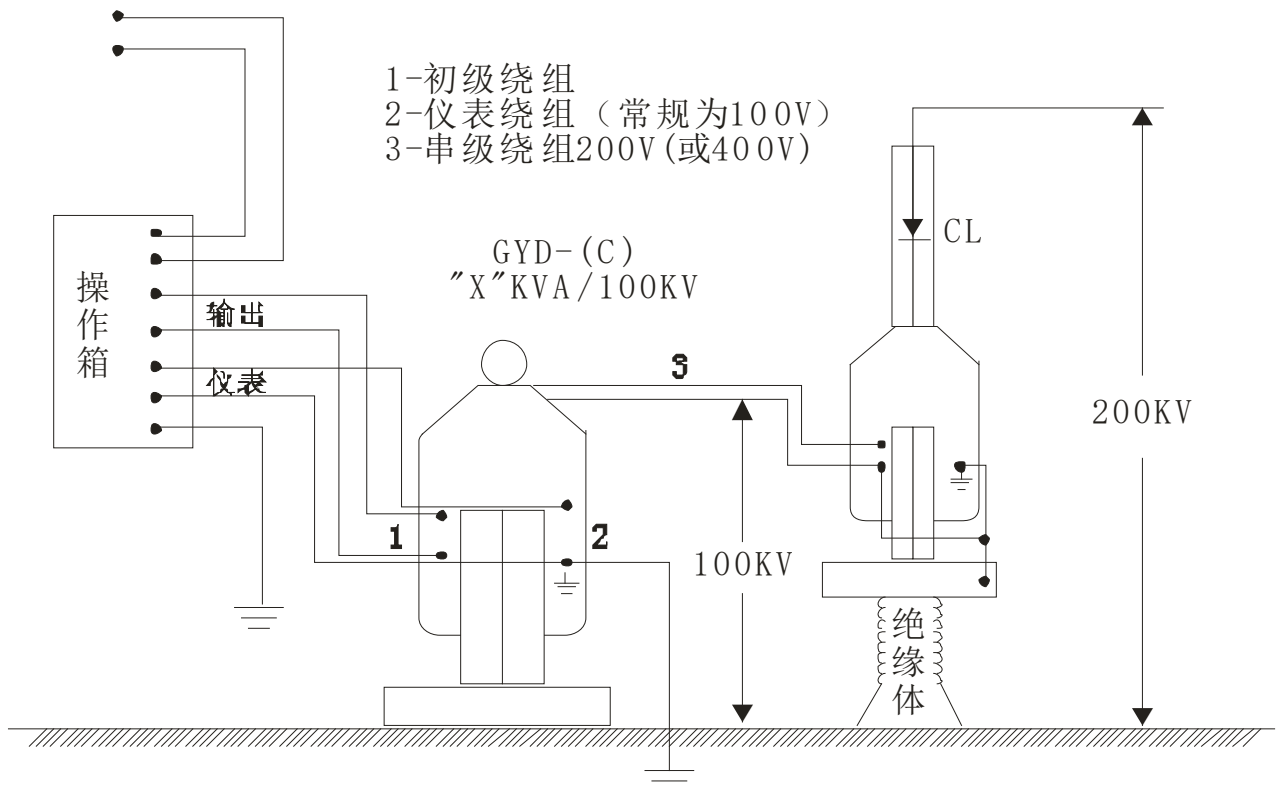 1-初级绕组
2-仪表绕组（常规为100V）
3-串级绕组200V(或400V)
GYD-(C)
"X"KVA/100KV
CL
操作箱
输出
仪表
3
200KV
1
2
100KV
绝缘体